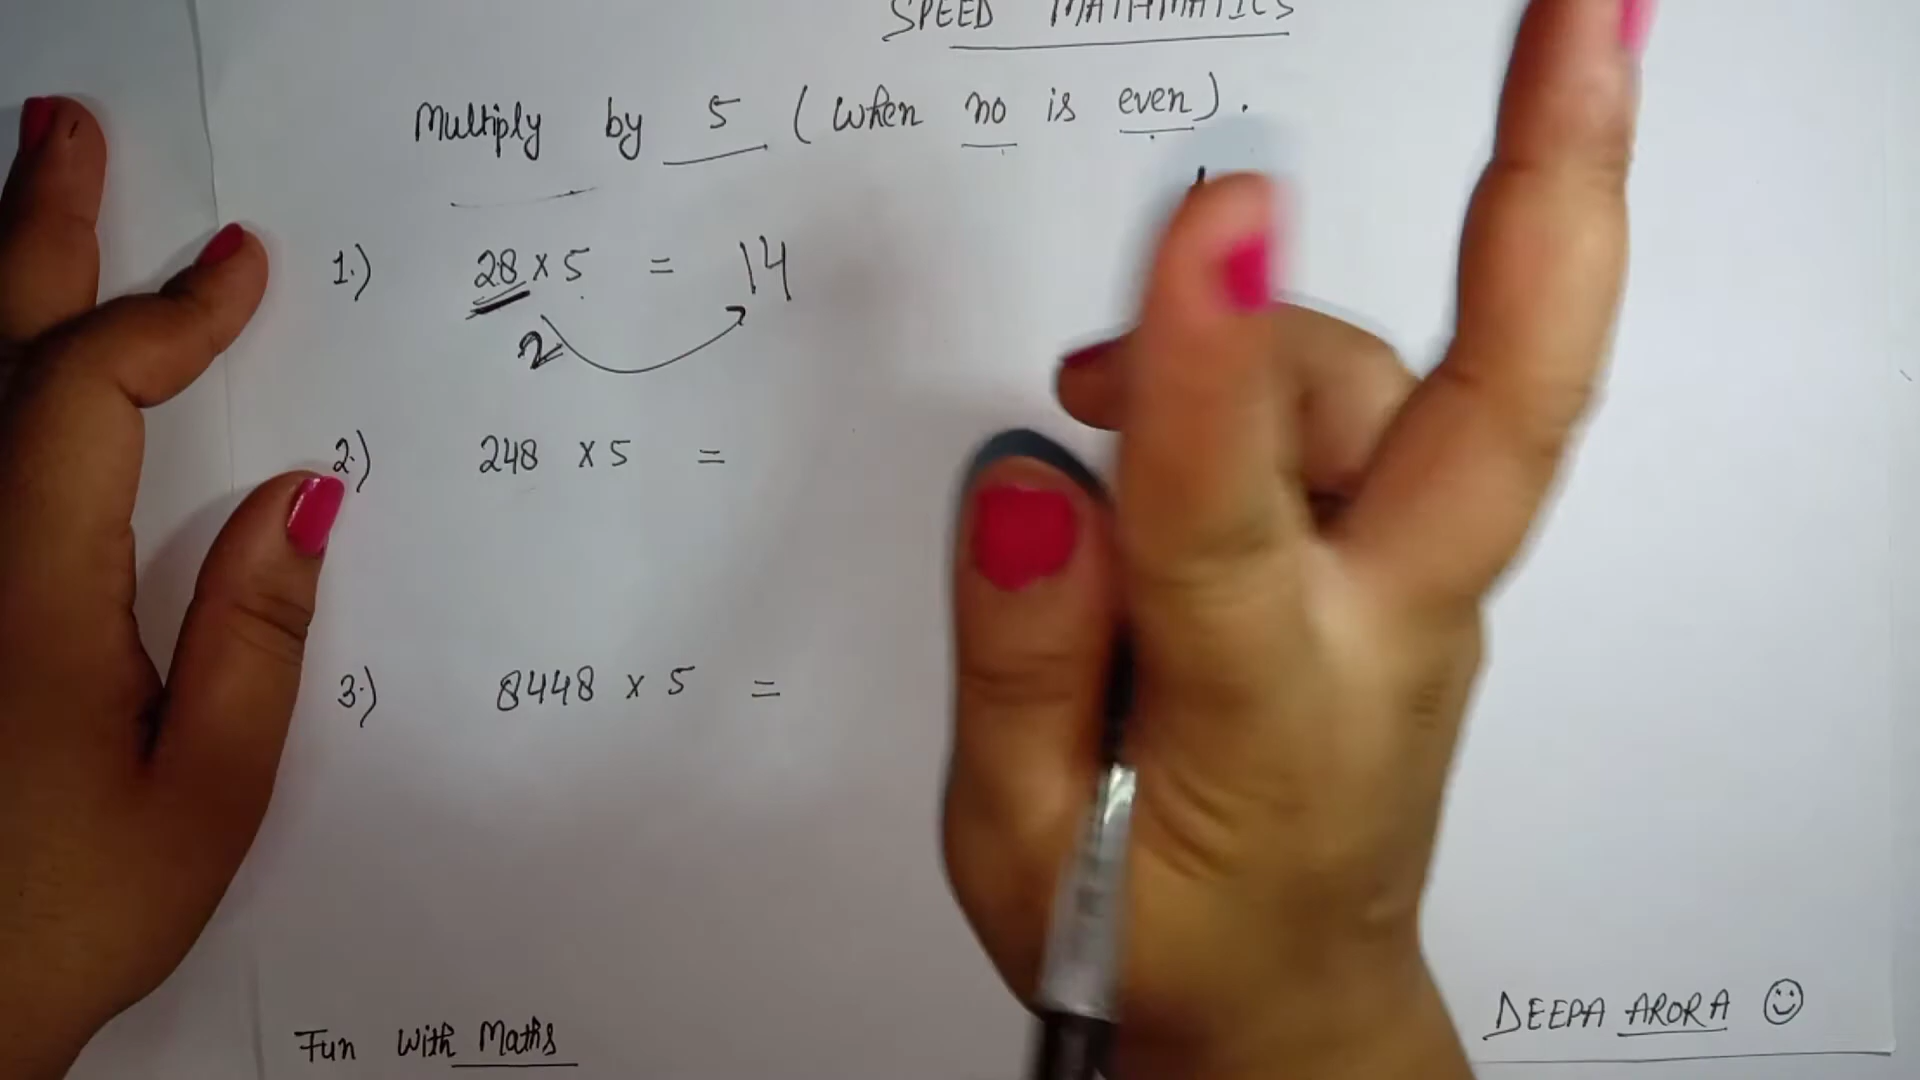 SPEED MATHMATICS
Multiply by 5 (when no is even).
1.) 28 x 5 = 14
2
2.) 248 x 5 =
3.) 8448 x 5 =
Fun With Maths
DEEPA ARORA